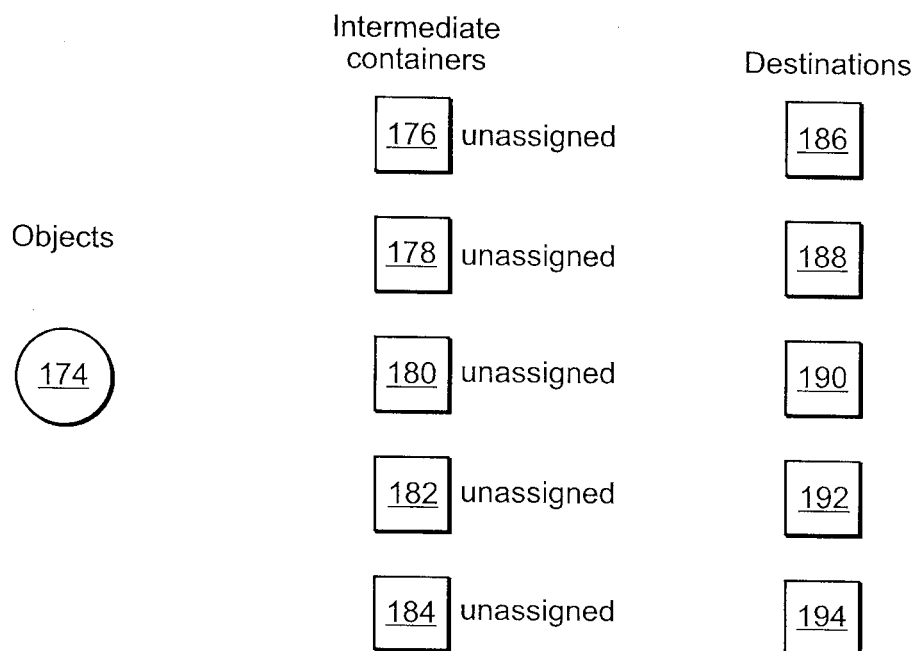 Intermediate
containers
Destinations
176 unassigned
186
Objects
178 unassigned
188
174
180 unassigned
190
182 unassigned
192
184 unassigned
194